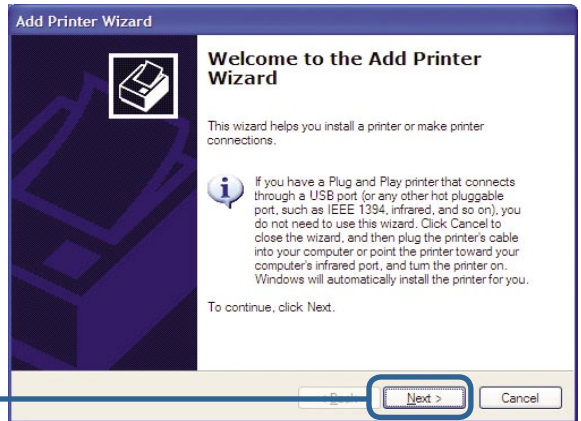 Add Printer Wizard
Welcome to the Add Printer
Wizard
This wizard helps you install a printer or make printer
connections.
If you have a Plug and Play printer that connects
through a USB port (or any other hot pluggable
port, such as IEEE 1394, infrared, and so on), you
do not need to use this wizard. Click Cancel to
close the wizard, and then plug the printer's cable
into your computer or point the printer toward your
computer's infrared port, and turn the printer on.
Windows will automatically install the printer for you.
To continue, click Next.
Next >
Cancel